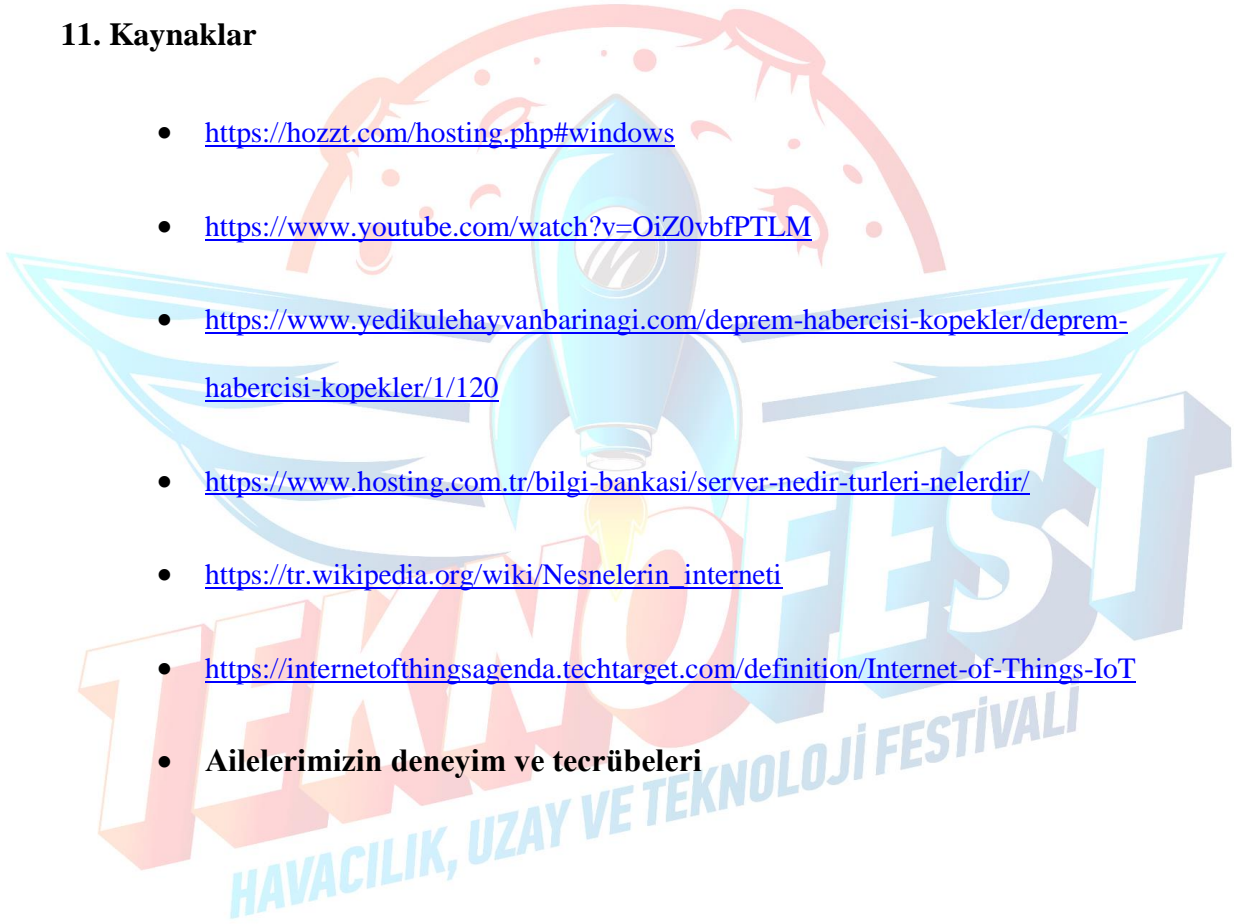 11. Kaynaklar
• https://hozzt.com/hosting.php#windows
• https://www.youtube.com/watch?v=OiZ0vbfPTLM
• https://www.yedikulehayvanbarinagi.com/deprem-habercisi-kopekler/deprem-
habercisi-kopekler/1/120
• https://www.hosting.com.tr/bilgi-bankasi/server-nedir-turleri-nelerdir/
• https://tr.wikipedia.org/wiki/Nesnelerin_interneti
• https://internetofthingsagenda.techtarget.com/definition/Internet-of-Things-IoT
• Ailelerimizin deneyim ve tecrübeleri
TEKNOFEST
HAVACILIK, UZAY VE TEKNOLOJİ FESTİVALİ